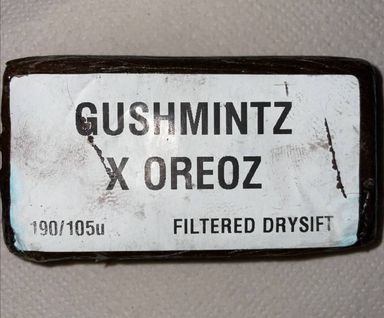 GUSHMINTZ
X OREOZ
190/105u FILTERED DRYSIFT